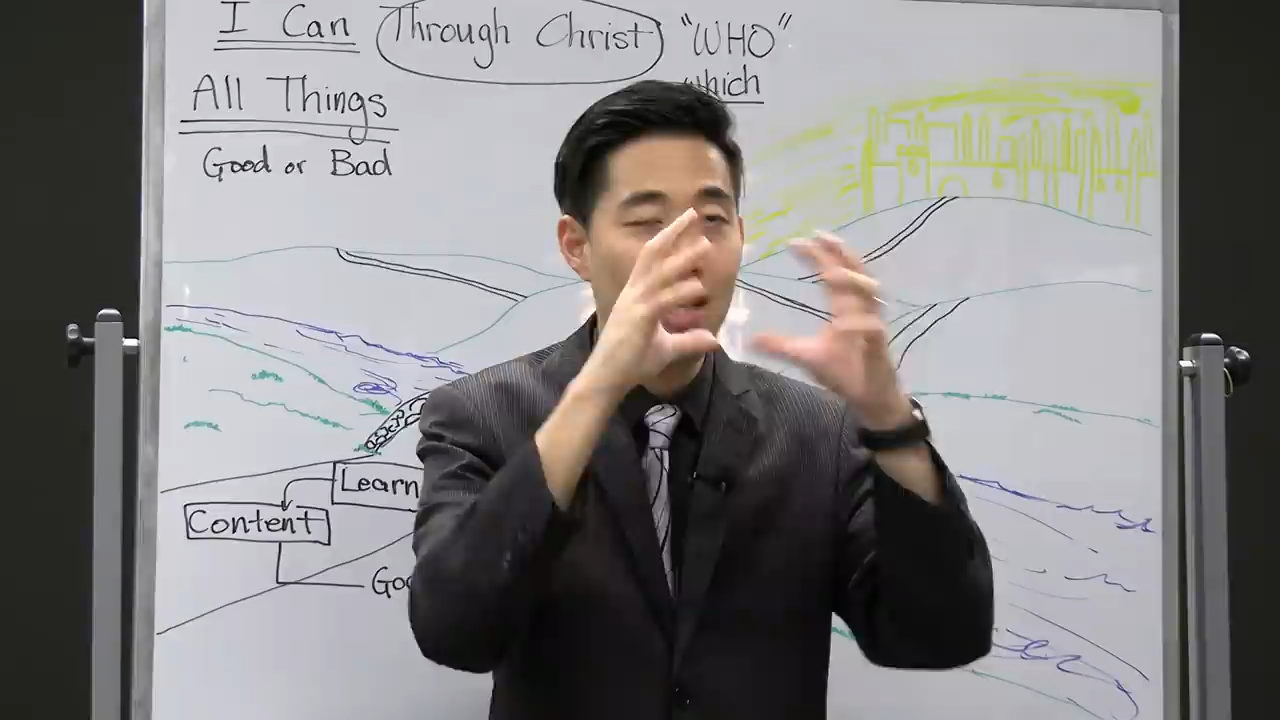 I Can Through Christ "WHO"
which
All Things
Good or Bad
Learn
Content